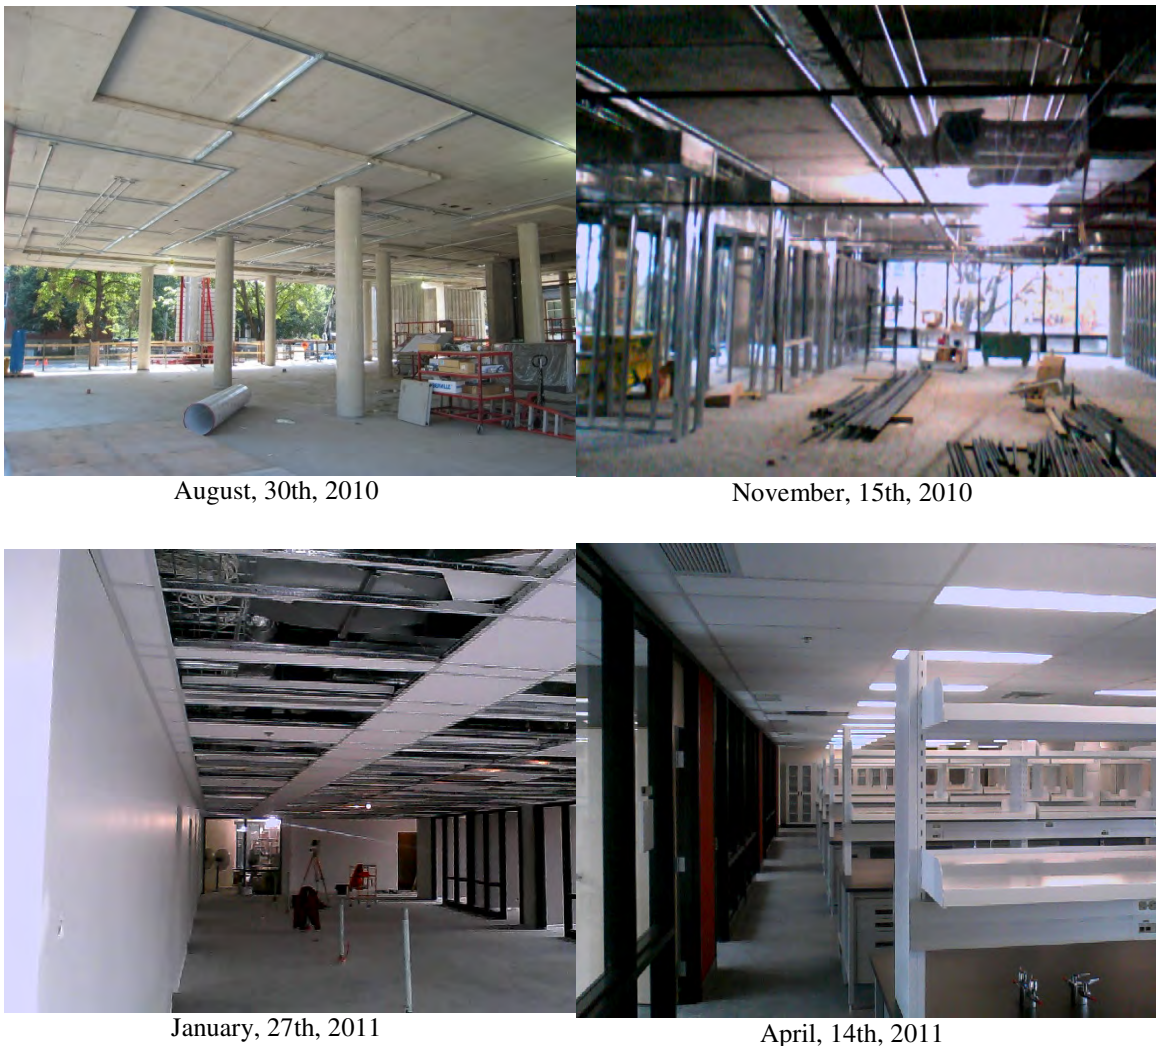 August, 30th, 2010
November, 15th, 2010
January, 27th, 2011
April, 14th, 2011